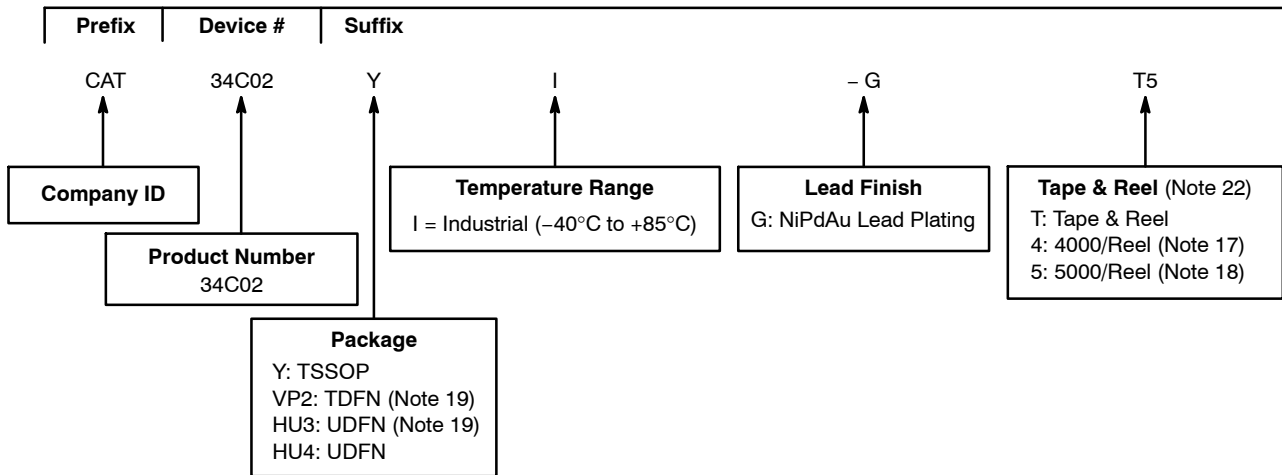 Prefix Device # Suffix
CAT 34C02 Y I – G T5
Company ID
Product Number
34C02
Package
Y: TSSOP
VP2: TDFN (Note 19)
HU3: UDFN (Note 19)
HU4: UDFN
Temperature Range
I = Industrial (–40°C to +85°C)
Lead Finish
G: NiPdAu Lead Plating
Tape & Reel (Note 22)
T: Tape & Reel
4: 4000/Reel (Note 17)
5: 5000/Reel (Note 18)